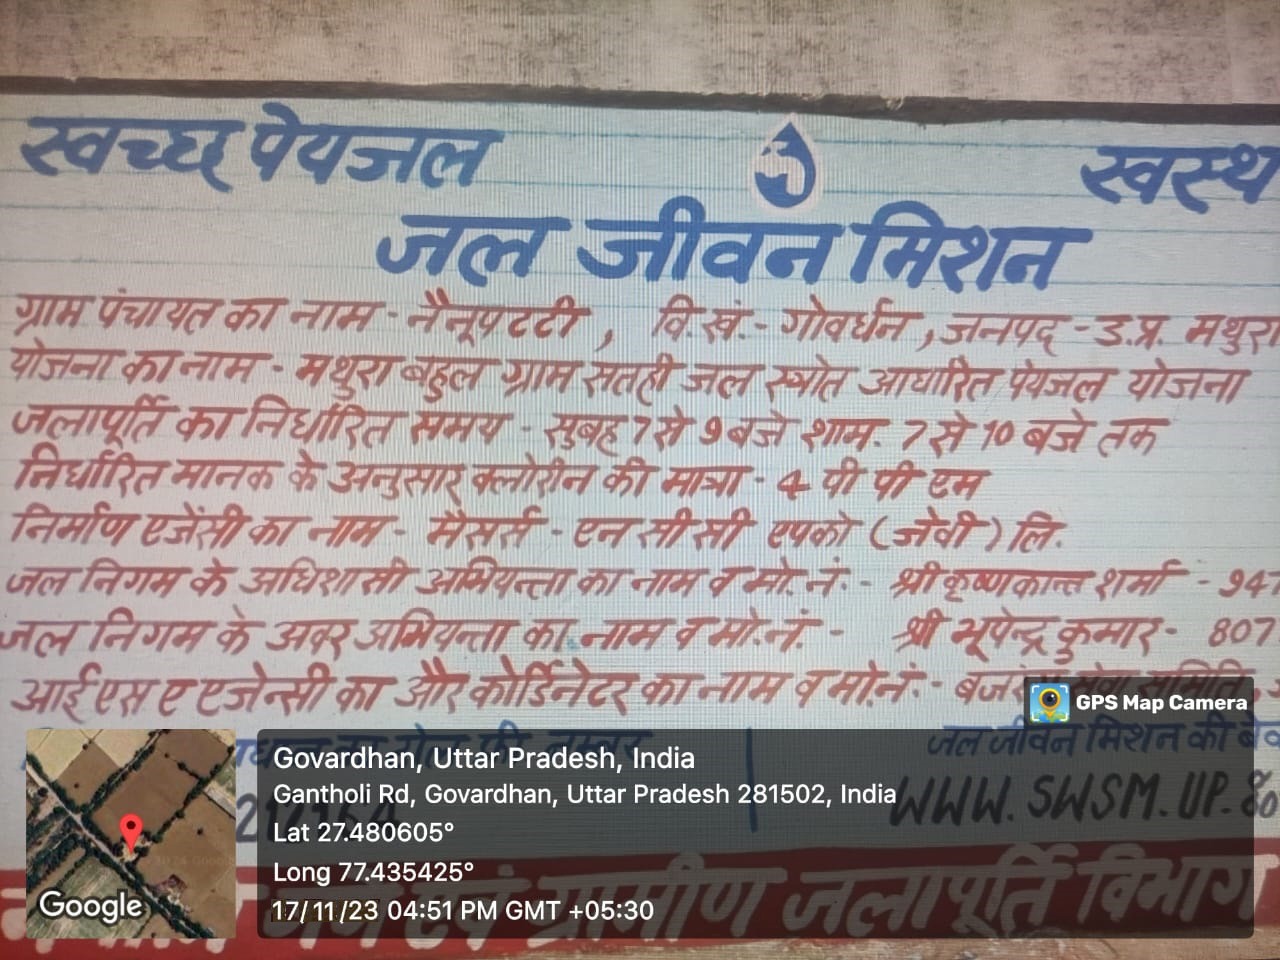 स्वच्छ पेयजल
स्वस्थ
जल जीवन मिशन
ग्राम पंचायत का नाम - नैनूपटटी , वि.खं.- गोवर्धन , जनपद - उ.प्र. मथुरा
योजना का नाम - मथुरा बहुल ग्राम सतही जल स्त्रोत आधारित पेयजल योजना
जलापूर्ति का निर्धारित समय - सुबह 7 से 9 बजे शाम. 7 से 10 बजे तक
निर्धारित मानक के अनुसार क्लोरीन की मात्रा - 4 पी पी एम
निर्माण एजेंसी का नाम - मैसर्स - एन सी सी एपको (जेवी) लि.
जल निगम के अधिशासी अभियन्ता का नाम व मो.नं.- श्री कृष्णकान्त शर्मा - 947
जल निगम के अवर अभियन्ता का नाम व मो.नं.- श्री भूपेन्द्र कुमार- 807
आई एस ए एजेन्सी का और कोर्डिनेटर का नाम व मो.नं.-
जल जीवन मिशन की
WWW. SWSM. UP.
एवं ग्रामीण जलापूर्ति विभाग
GPS Map Camera
Govardhan, Uttar Pradesh, India
Gantholi Rd, Govardhan, Uttar Pradesh 281502, India
Lat 27.480605°
Long 77.435425°
17/11/23 04:51 PM GMT +05:30
Google